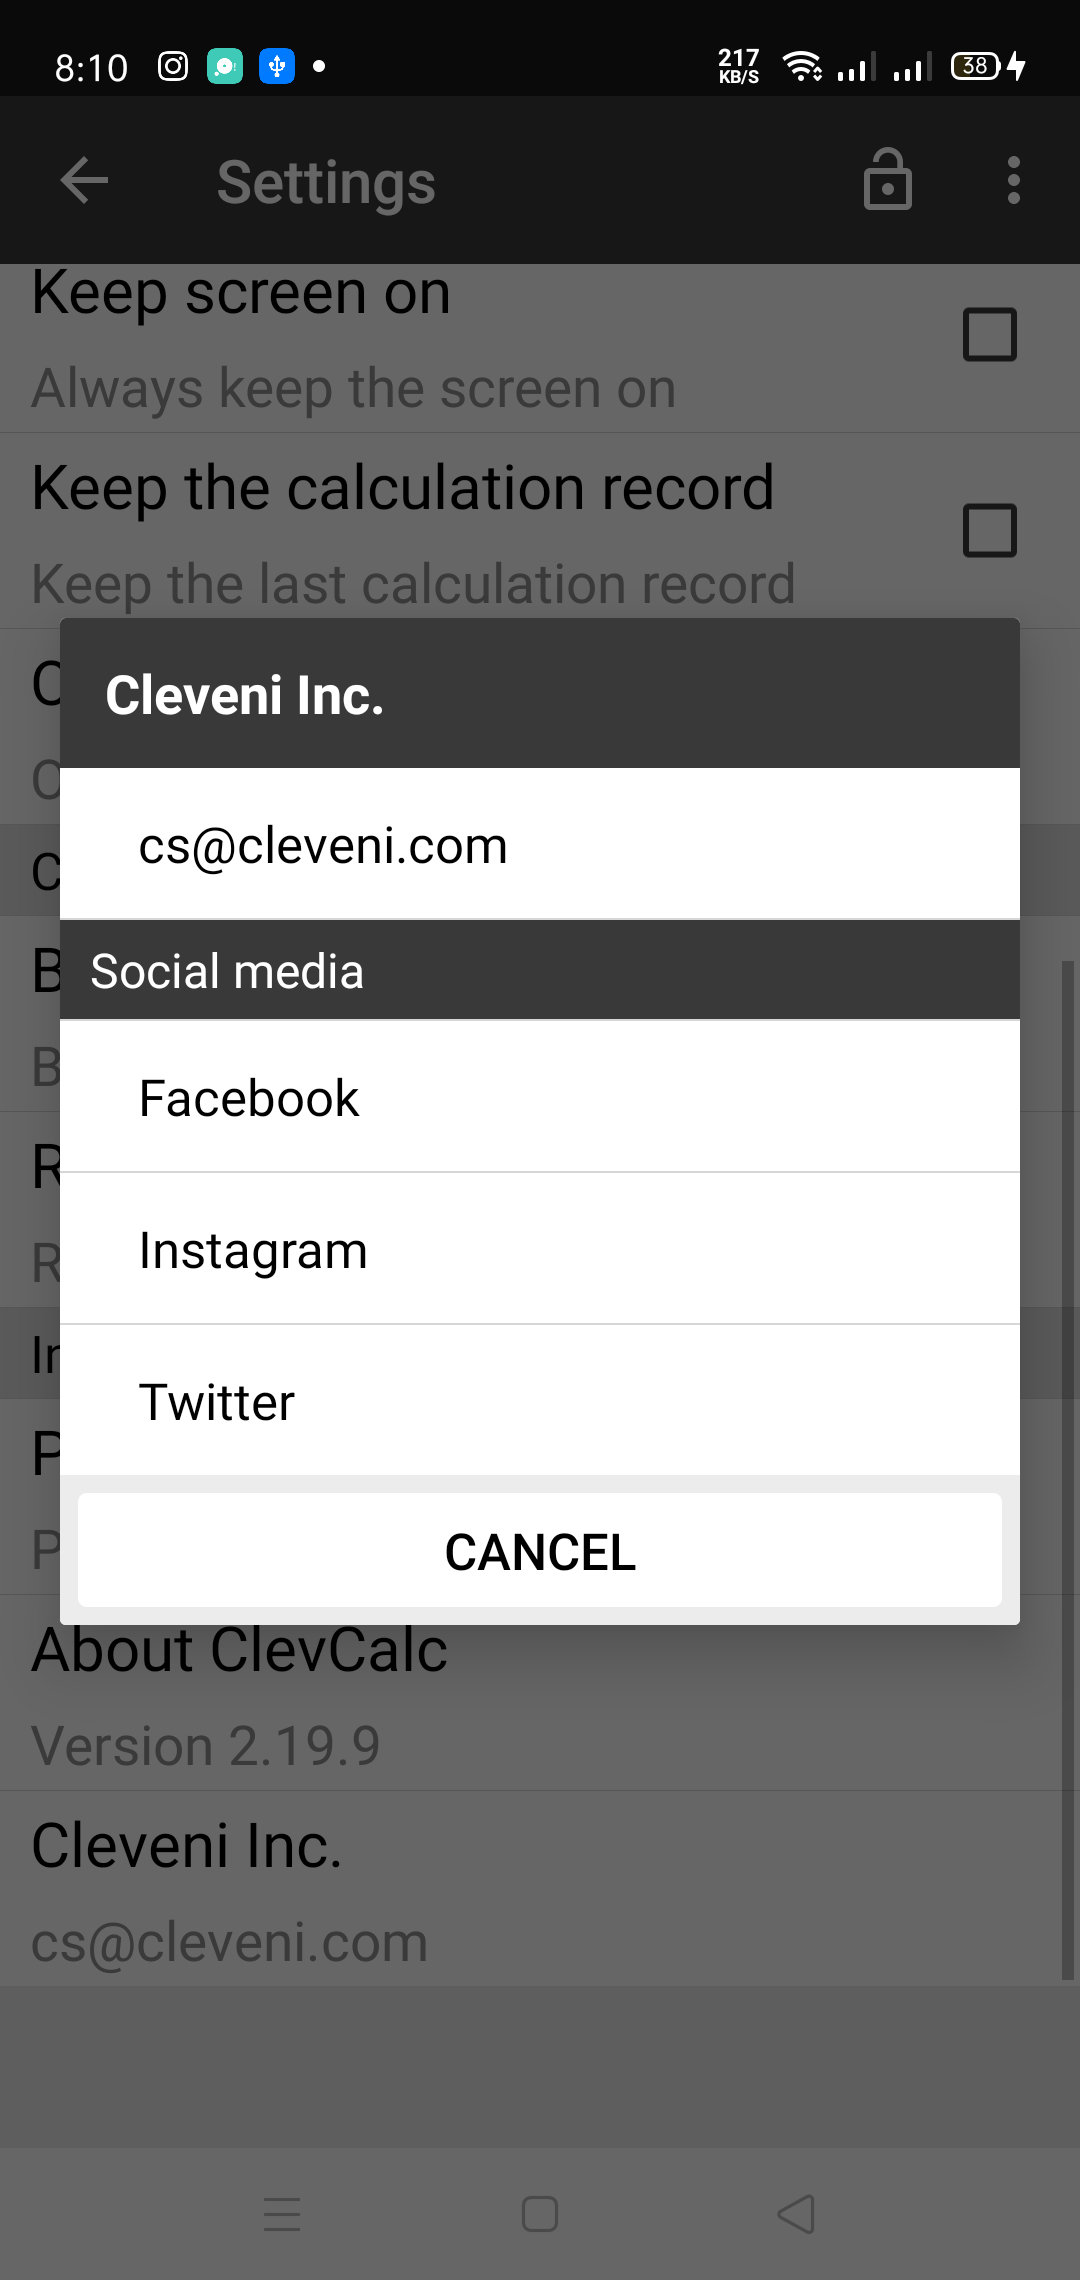 8:10
217
KB/S
38
Settings
Keep screen on
Always keep the screen on
Keep the calculation record
Keep the last calculation record
Cleveni Inc.
cs@cleveni.com
Social media
Facebook
Instagram
Twitter
CANCEL
About ClevCalc
Version 2.19.9
Cleveni Inc.
cs@cleveni.com